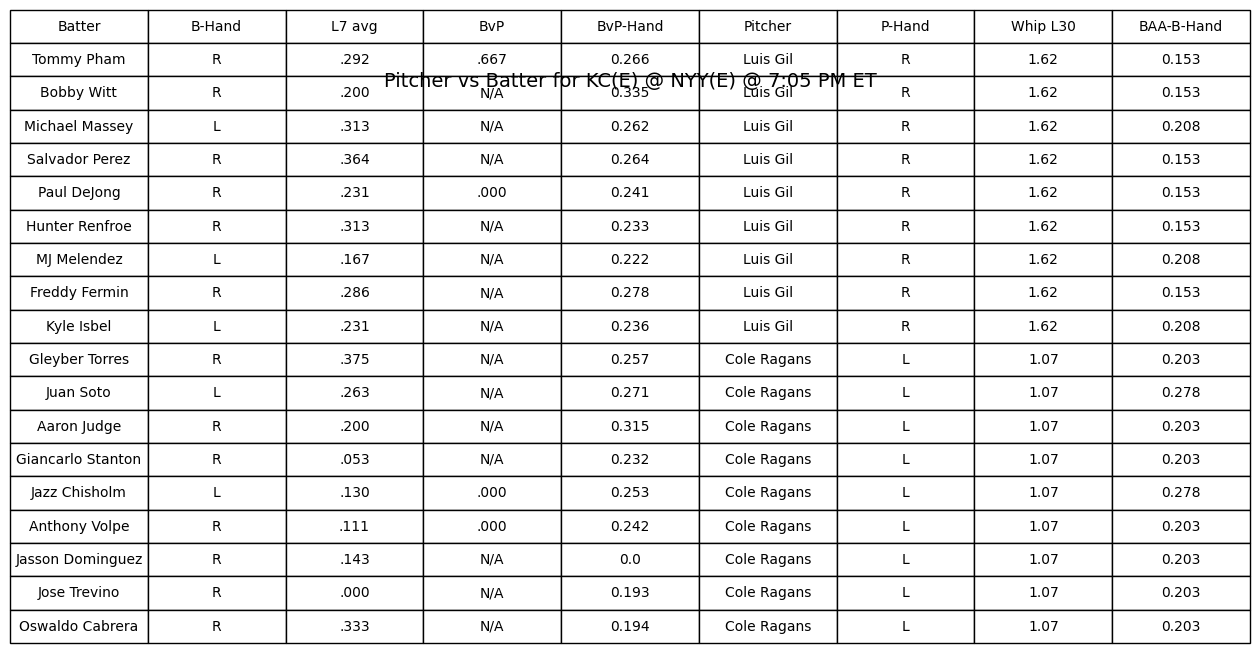 Batter B-Hand L7 avg BvP BvP-Hand Pitcher P-Hand Whip L30 BAA-B-Hand
Tommy Pham R .292 .667 0.266 Luis Gil R 1.62 0.153
Pitcher vs Batter for KC(E) @ NYY(E) @ 7:05 PM ET
Bobby Witt R .200 N/A 0.335 Luis Gil R 1.62 0.153
Michael Massey L .313 N/A 0.262 Luis Gil R 1.62 0.208
Salvador Perez R .364 N/A 0.264 Luis Gil R 1.62 0.153
Paul DeJong R .231 .000 0.241 Luis Gil R 1.62 0.153
Hunter Renfroe R .313 N/A 0.233 Luis Gil R 1.62 0.153
MJ Melendez L .167 N/A 0.222 Luis Gil R 1.62 0.208
Freddy Fermin R .286 N/A 0.278 Luis Gil R 1.62 0.153
Kyle Isbel L .231 N/A 0.236 Luis Gil R 1.62 0.208
Gleyber Torres R .375 N/A 0.257 Cole Ragans L 1.07 0.203
Juan Soto L .263 N/A 0.271 Cole Ragans L 1.07 0.278
Aaron Judge R .200 N/A 0.315 Cole Ragans L 1.07 0.203
Giancarlo Stanton R .053 N/A 0.232 Cole Ragans L 1.07 0.203
Jazz Chisholm L .130 .000 0.253 Cole Ragans L 1.07 0.278
Anthony Volpe R .111 .000 0.242 Cole Ragans L 1.07 0.203
Jasson Dominguez R .143 N/A 0.0 Cole Ragans L 1.07 0.203
Jose Trevino R .000 N/A 0.193 Cole Ragans L 1.07 0.203
Oswaldo Cabrera R .333 N/A 0.194 Cole Ragans L 1.07 0.203